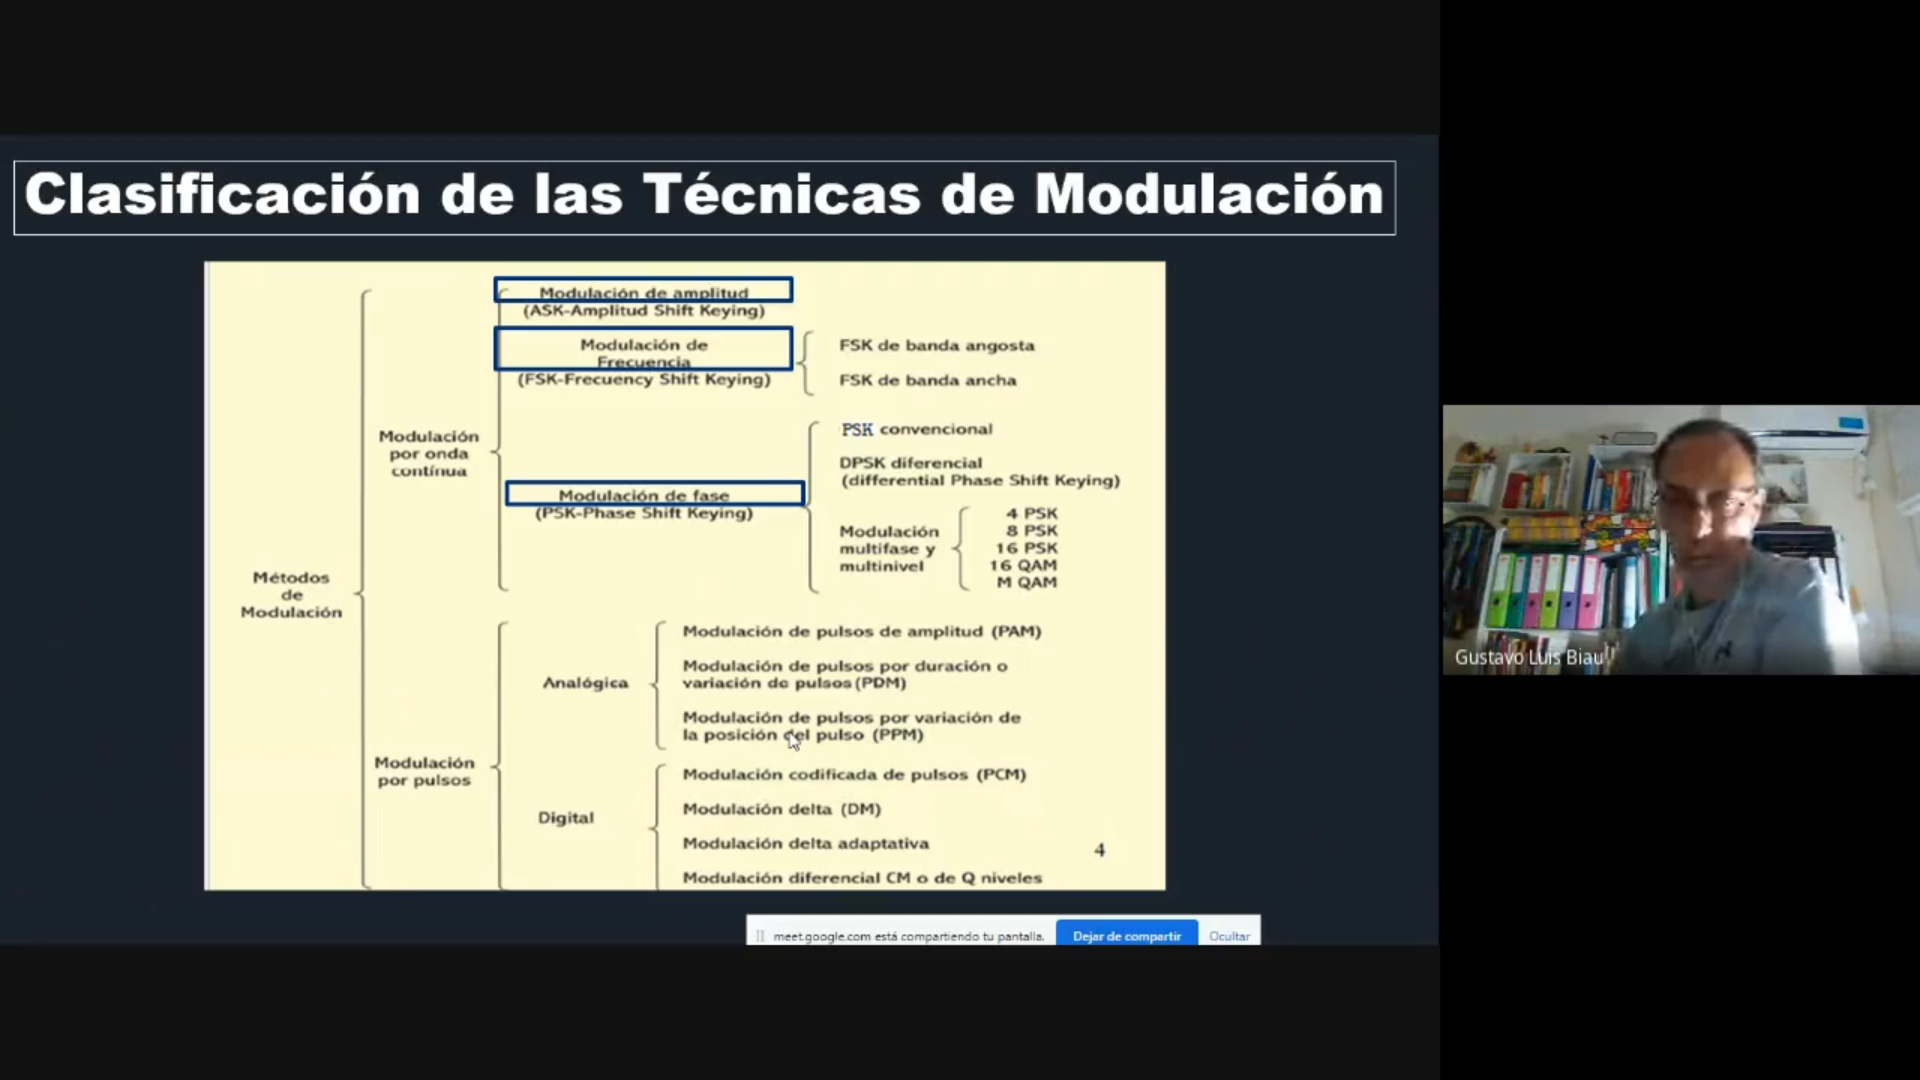 Clasificación de las Técnicas de Modulación
Modulación de amplitud
(ASK-Amplitud Shift Keying)
Modulación de
Frecuencia
(FSK-Frecuency Shift Keying)
FSK de banda angosta
FSK de banda ancha
Modulación
por onda
contínua
PSK convencional
DPSK diferencial
(differential Phase Shift Keying)
Modulación de fase
(PSK-Phase Shift Keying)
Modulación
multifase y
multinivel
4 PSK
8 PSK
16 PSK
16 QAM
M QAM
Métodos
de
Modulación
Modulación de pulsos de amplitud (PAM)
Modulación de pulsos por duración o
variación de pulsos (PDM)
Analógica
Modulación de pulsos por variación de
la posición del pulso (PPM)
Modulación
por pulsos
Modulación codificada de pulsos (PCM)
Modulación delta (DM)
Digital
Modulación delta adaptativa
Modulación diferencial CM o de Q niveles
4
meet.google.com está compartiendo tu pantalla.
Dejar de compartir
Ocultar
Gustavo Luis Biau